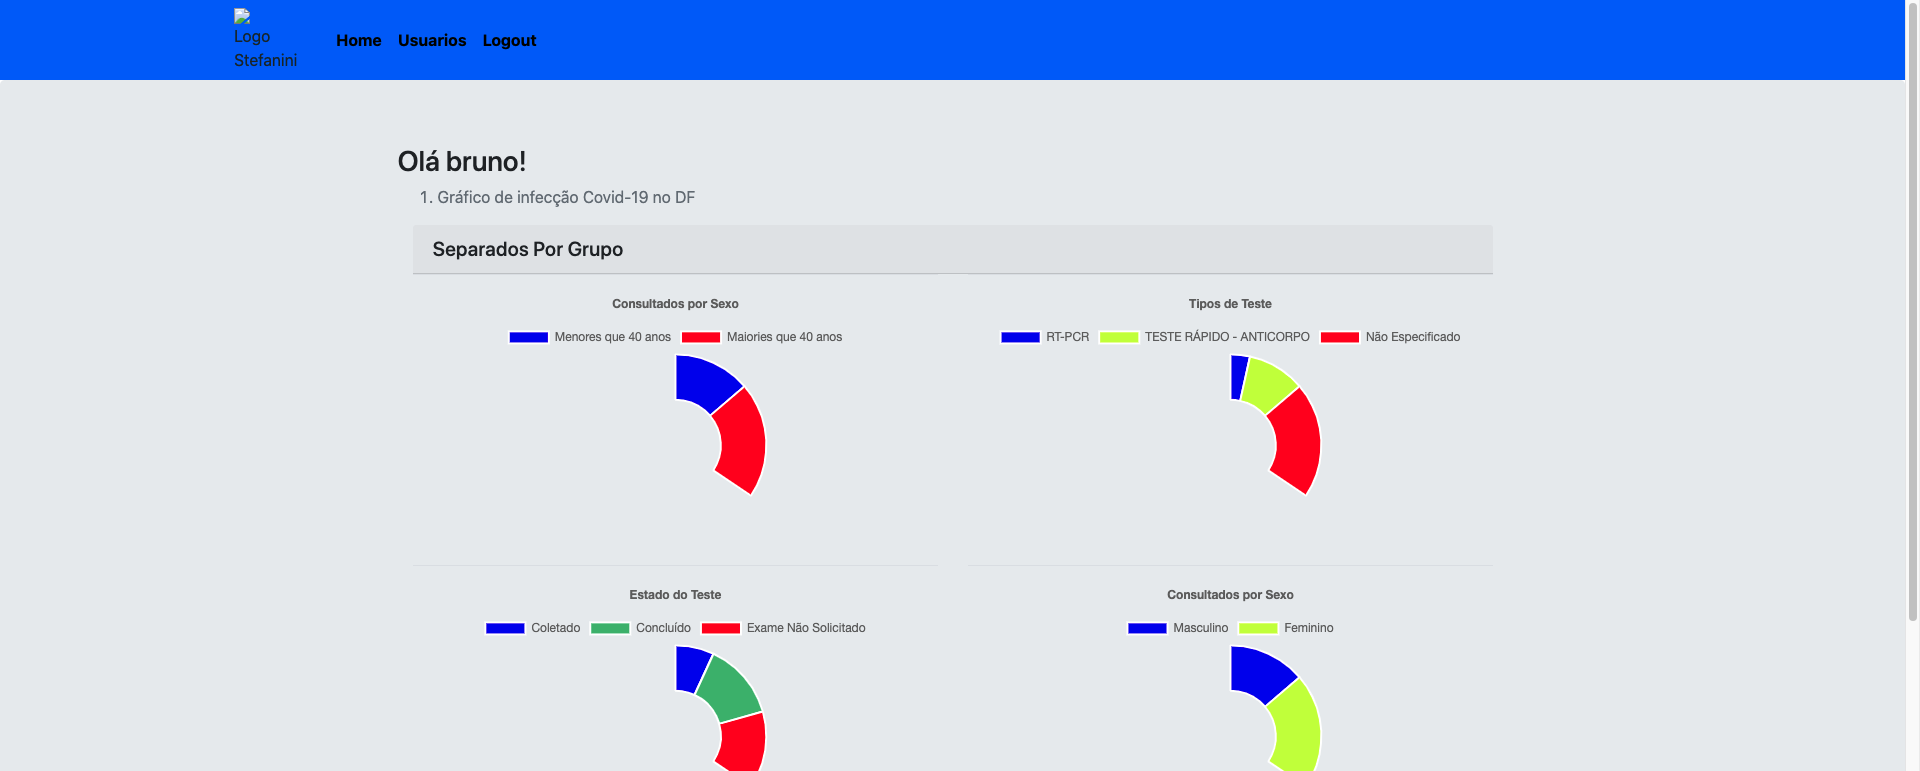 Logo
Stefanini
Home Usuarios Logout
Olá bruno!
1. Gráfico de infecção Covid-19 no DF
Separados Por Grupo
Consultados por Sexo
Menores que 40 anos Maiories que 40 anos
Tipos de Teste
RT-PCR TESTE RÁPIDO - ANTICORPO Não Especificado
Estado do Teste
Coletado Concluído Exame Não Solicitado
Consultados por Sexo
Masculino Feminino